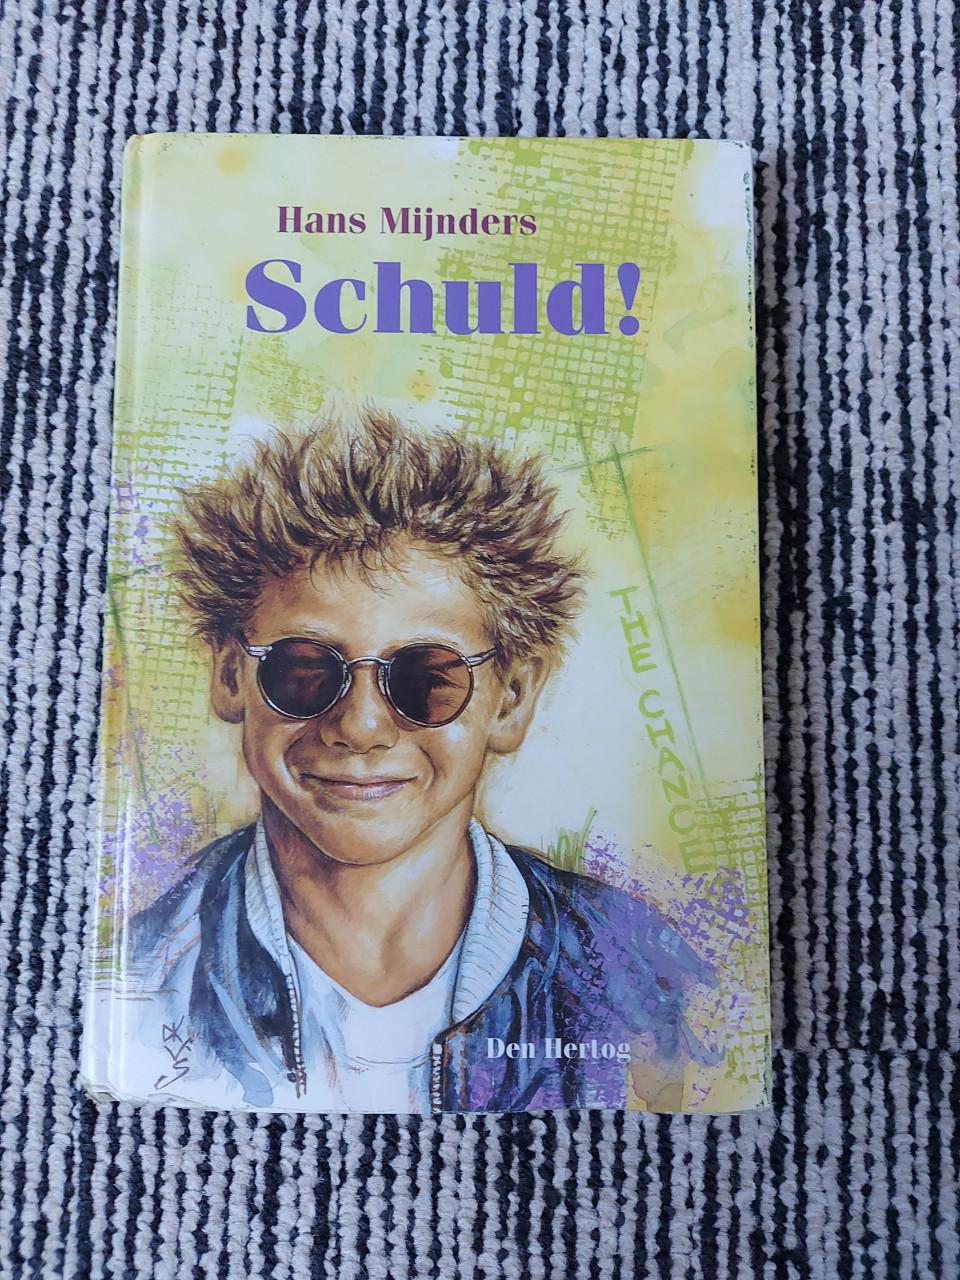 Hans Mijnders
Schuld!
THE CHANCE
Den Hertog